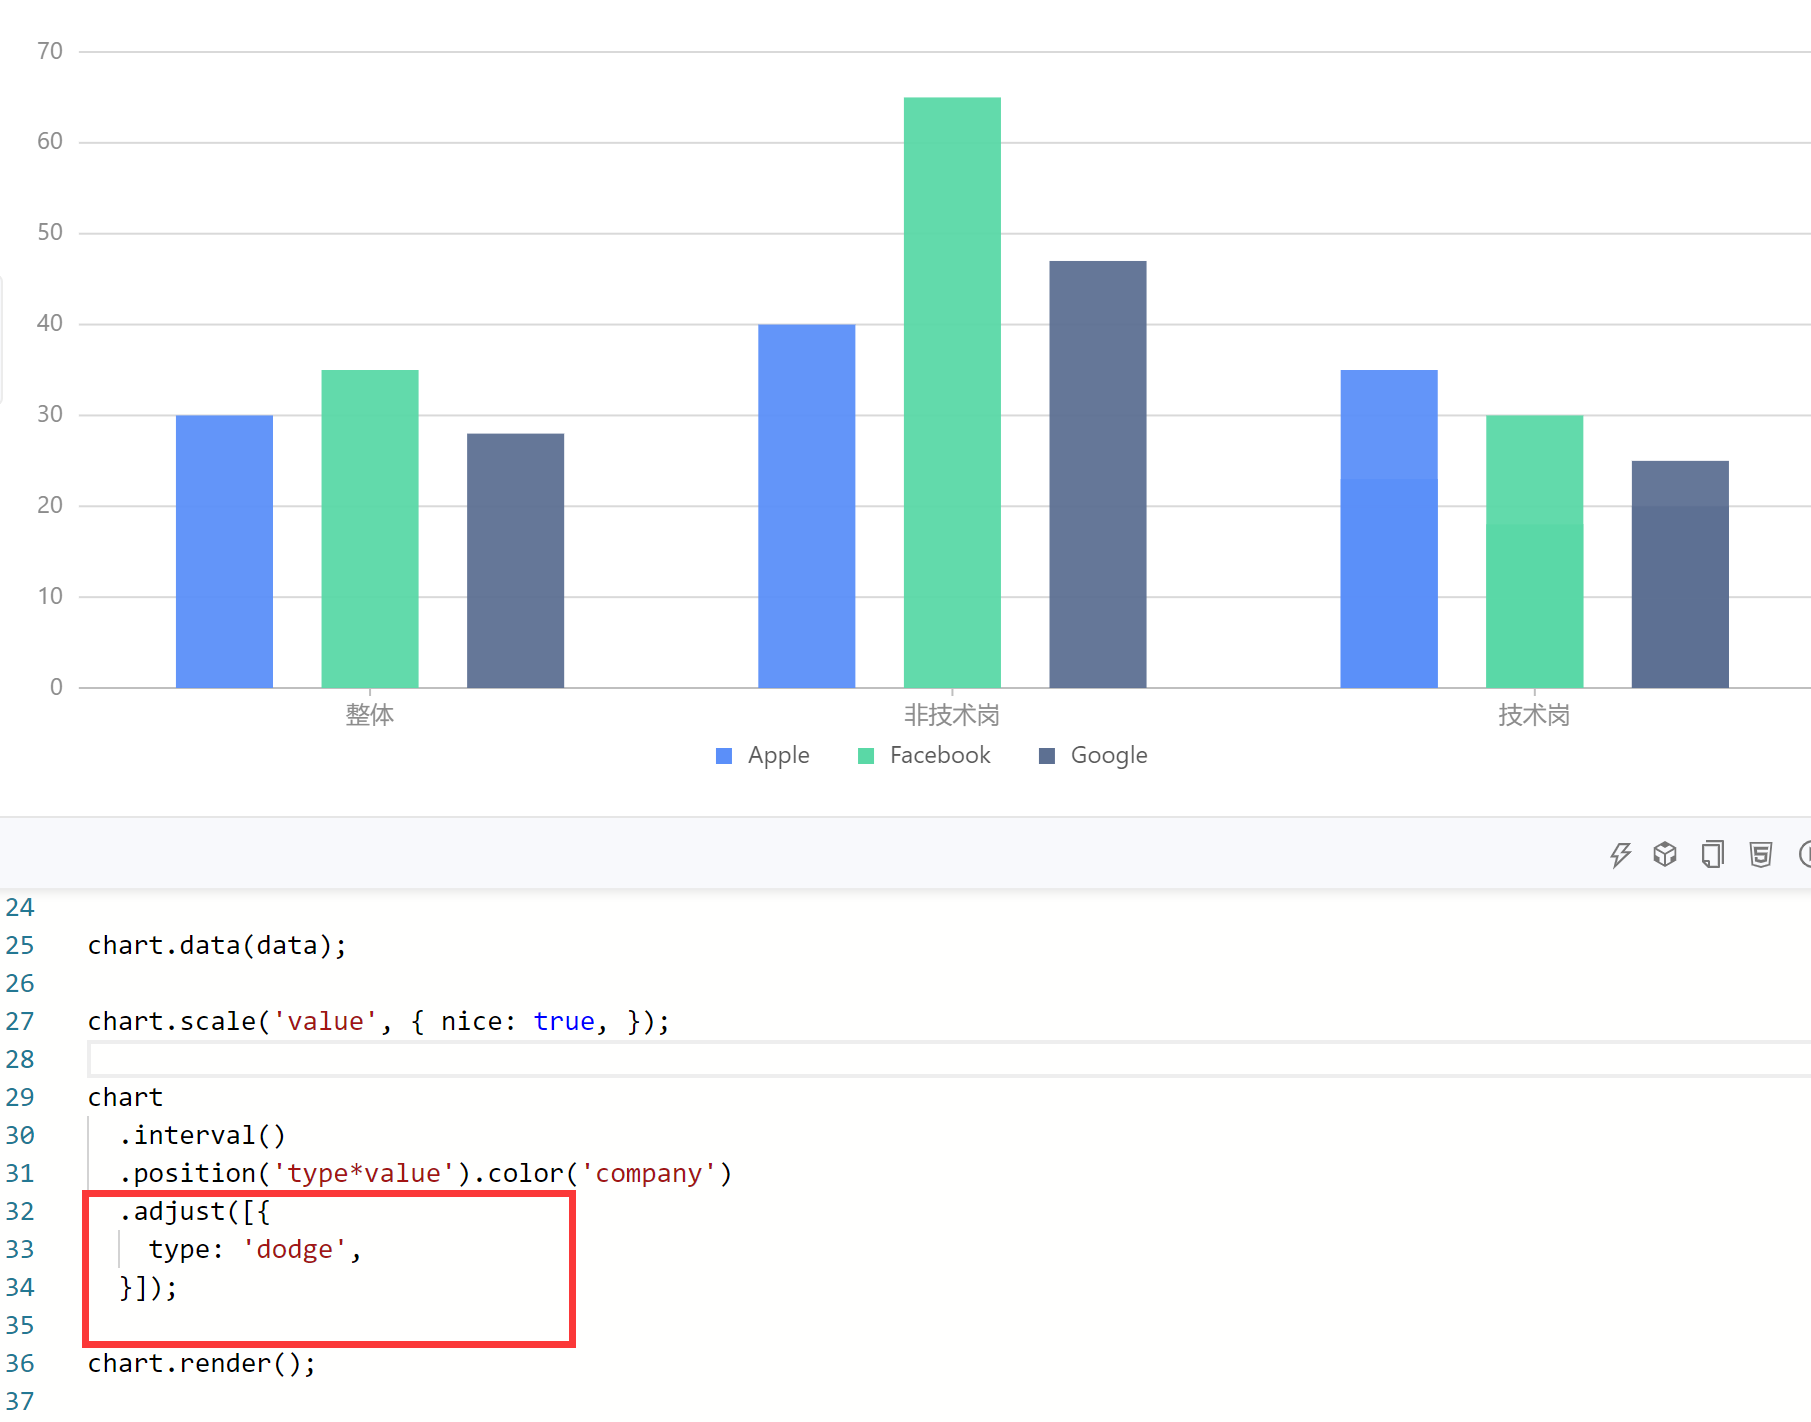 70
60
50
40
30
20
10
0
整体 非技术岗 技术岗
Apple Facebook Google
24
25 chart.data(data);
26
27 chart.scale('value', { nice: true, });
28
29 chart
30 .interval()
31 .position('type*value').color('company')
32 .adjust([{
33 type: 'dodge',
34 }]);
35
36 chart.render();
37